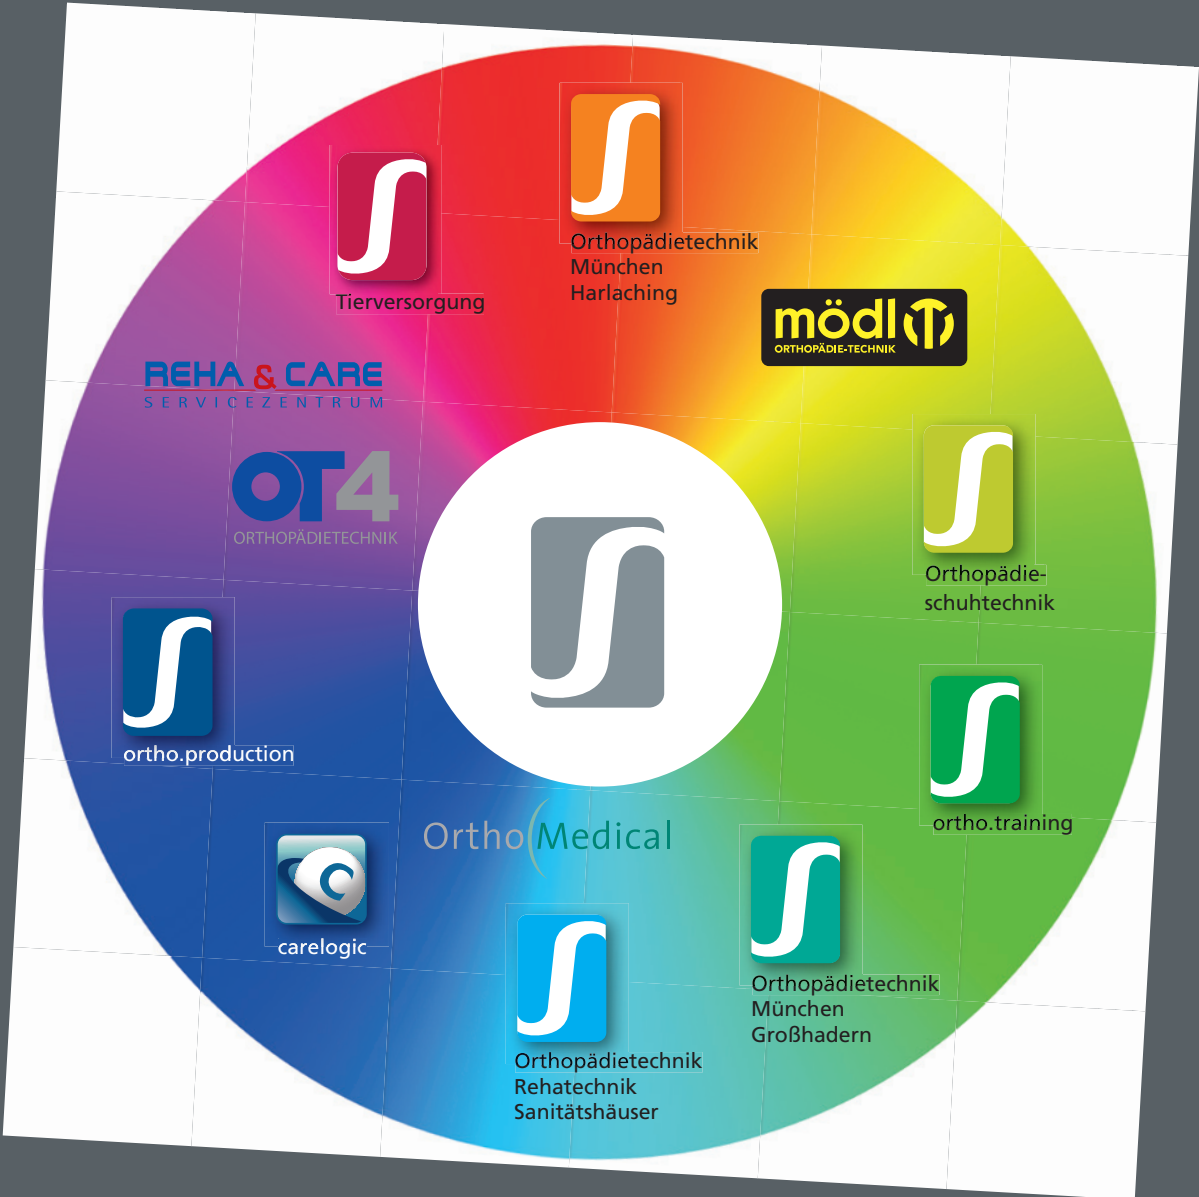 Orthopädietechnik
München
Harlaching
Tierversorgung
mödl
ORTHOPÄDIE-TECHNIK
REHA & CARE
SERVICEZENTRUM
OT4
ORTHOPÄDIETECHNIK
Orthopädie-
schuhtechnik
ortho.production
ortho.training
OrthoMedical
carelogic
Orthopädietechnik
München
Großhadern
Orthopädietechnik
Rehatechnik
Sanitätshäuser